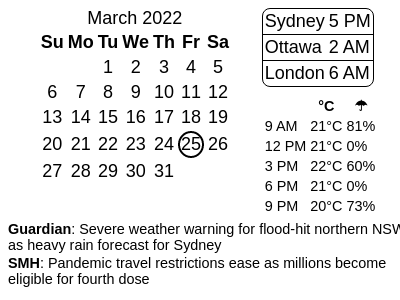 March 2022
Su Mo Tu We Th Fr Sa
1 2 3 4 5
6 7 8 9 10 11 12
13 14 15 16 17 18 19
20 21 22 23 24 25 26
27 28 29 30 31
Sydney 5 PM
Ottawa 2 AM
London 6 AM
°C ☂
9 AM 21°C 81%
12 PM 21°C 0%
3 PM 22°C 60%
6 PM 21°C 0%
9 PM 20°C 73%
Guardian: Severe weather warning for flood-hit northern NSW
as heavy rain forecast for Sydney
SMH: Pandemic travel restrictions ease as millions become
eligible for fourth dose